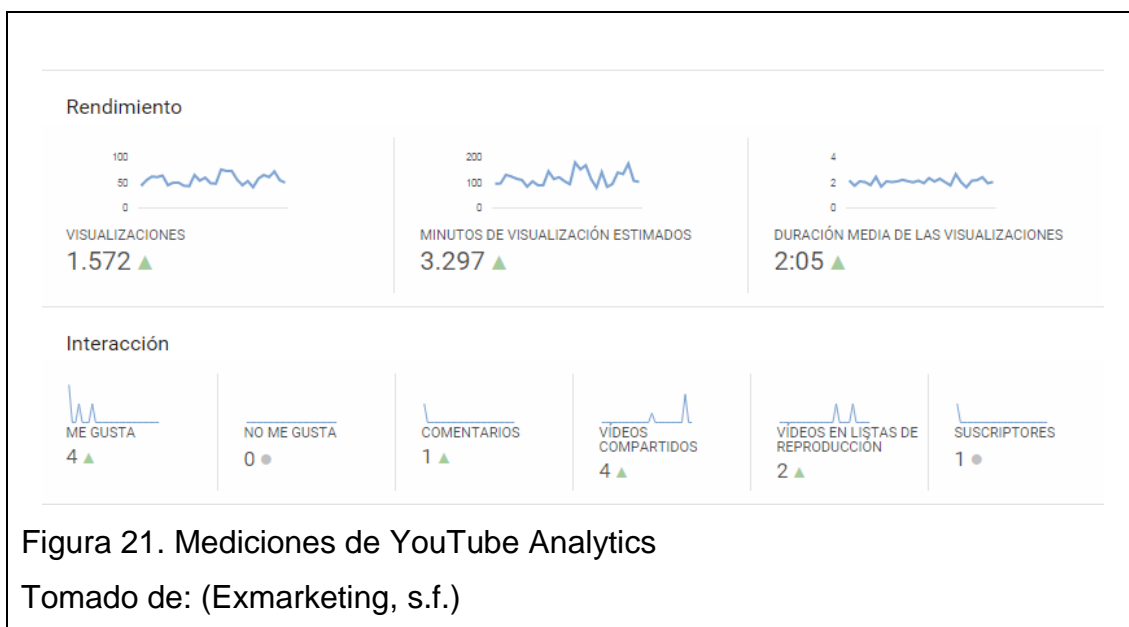 Rendimiento
100
50
0
200
100
0
4
2
0
VISUALIZACIONES
MINUTOS DE VISUALIZACIÓN ESTIMADOS
DURACIÓN MEDIA DE LAS VISUALIZACIONES
1.572
3.297
2:05
Interacción
ME GUSTA
4
NO ME GUSTA
0
COMENTARIOS
1
VÍDEOS
COMPARTIDOS
4
VÍDEOS EN LISTAS DE
REPRODUCCIÓN
2
SUSCRIPTORES
1
Figura 21. Mediciones de YouTube Analytics
Tomado de: (Exmarketing, s.f.)